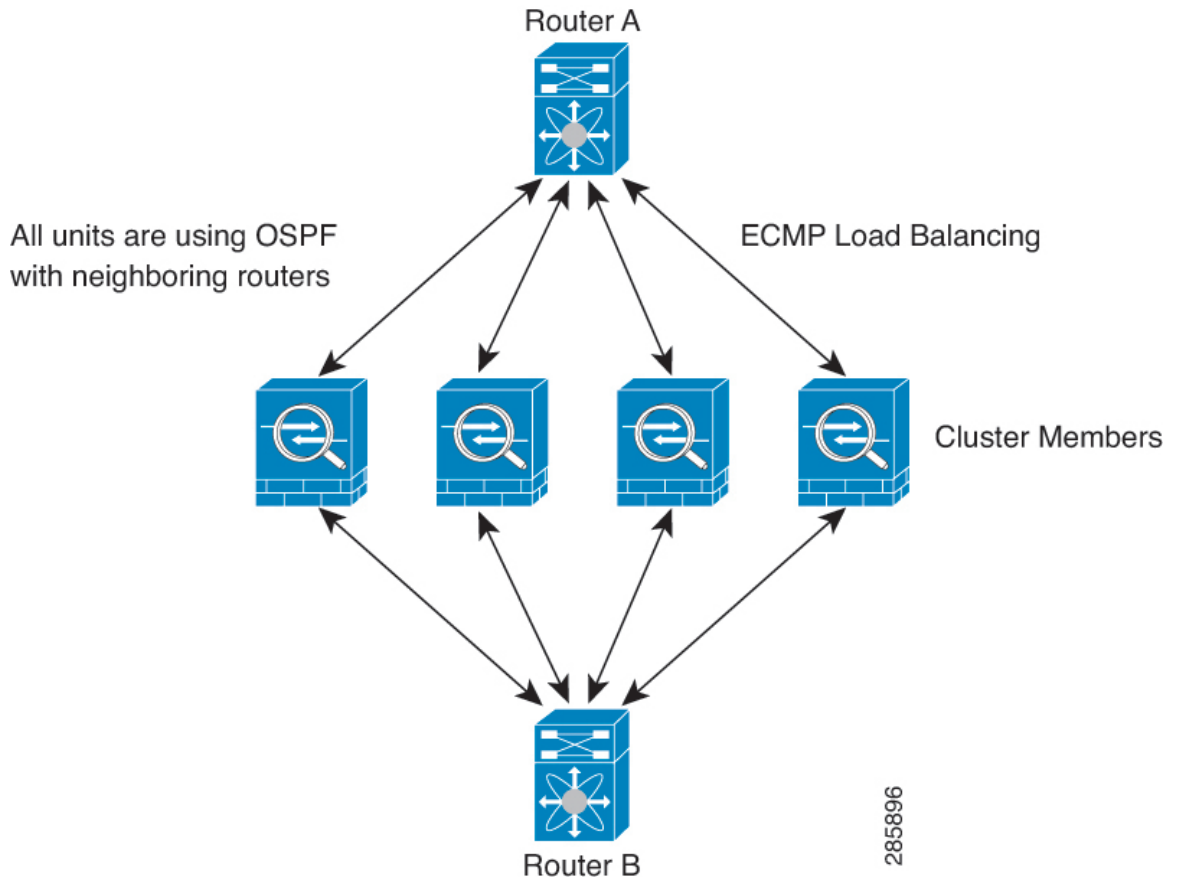 Router A
All units are using OSPF
with neighboring routers
ECMP Load Balancing
Cluster Members
Router B
285896